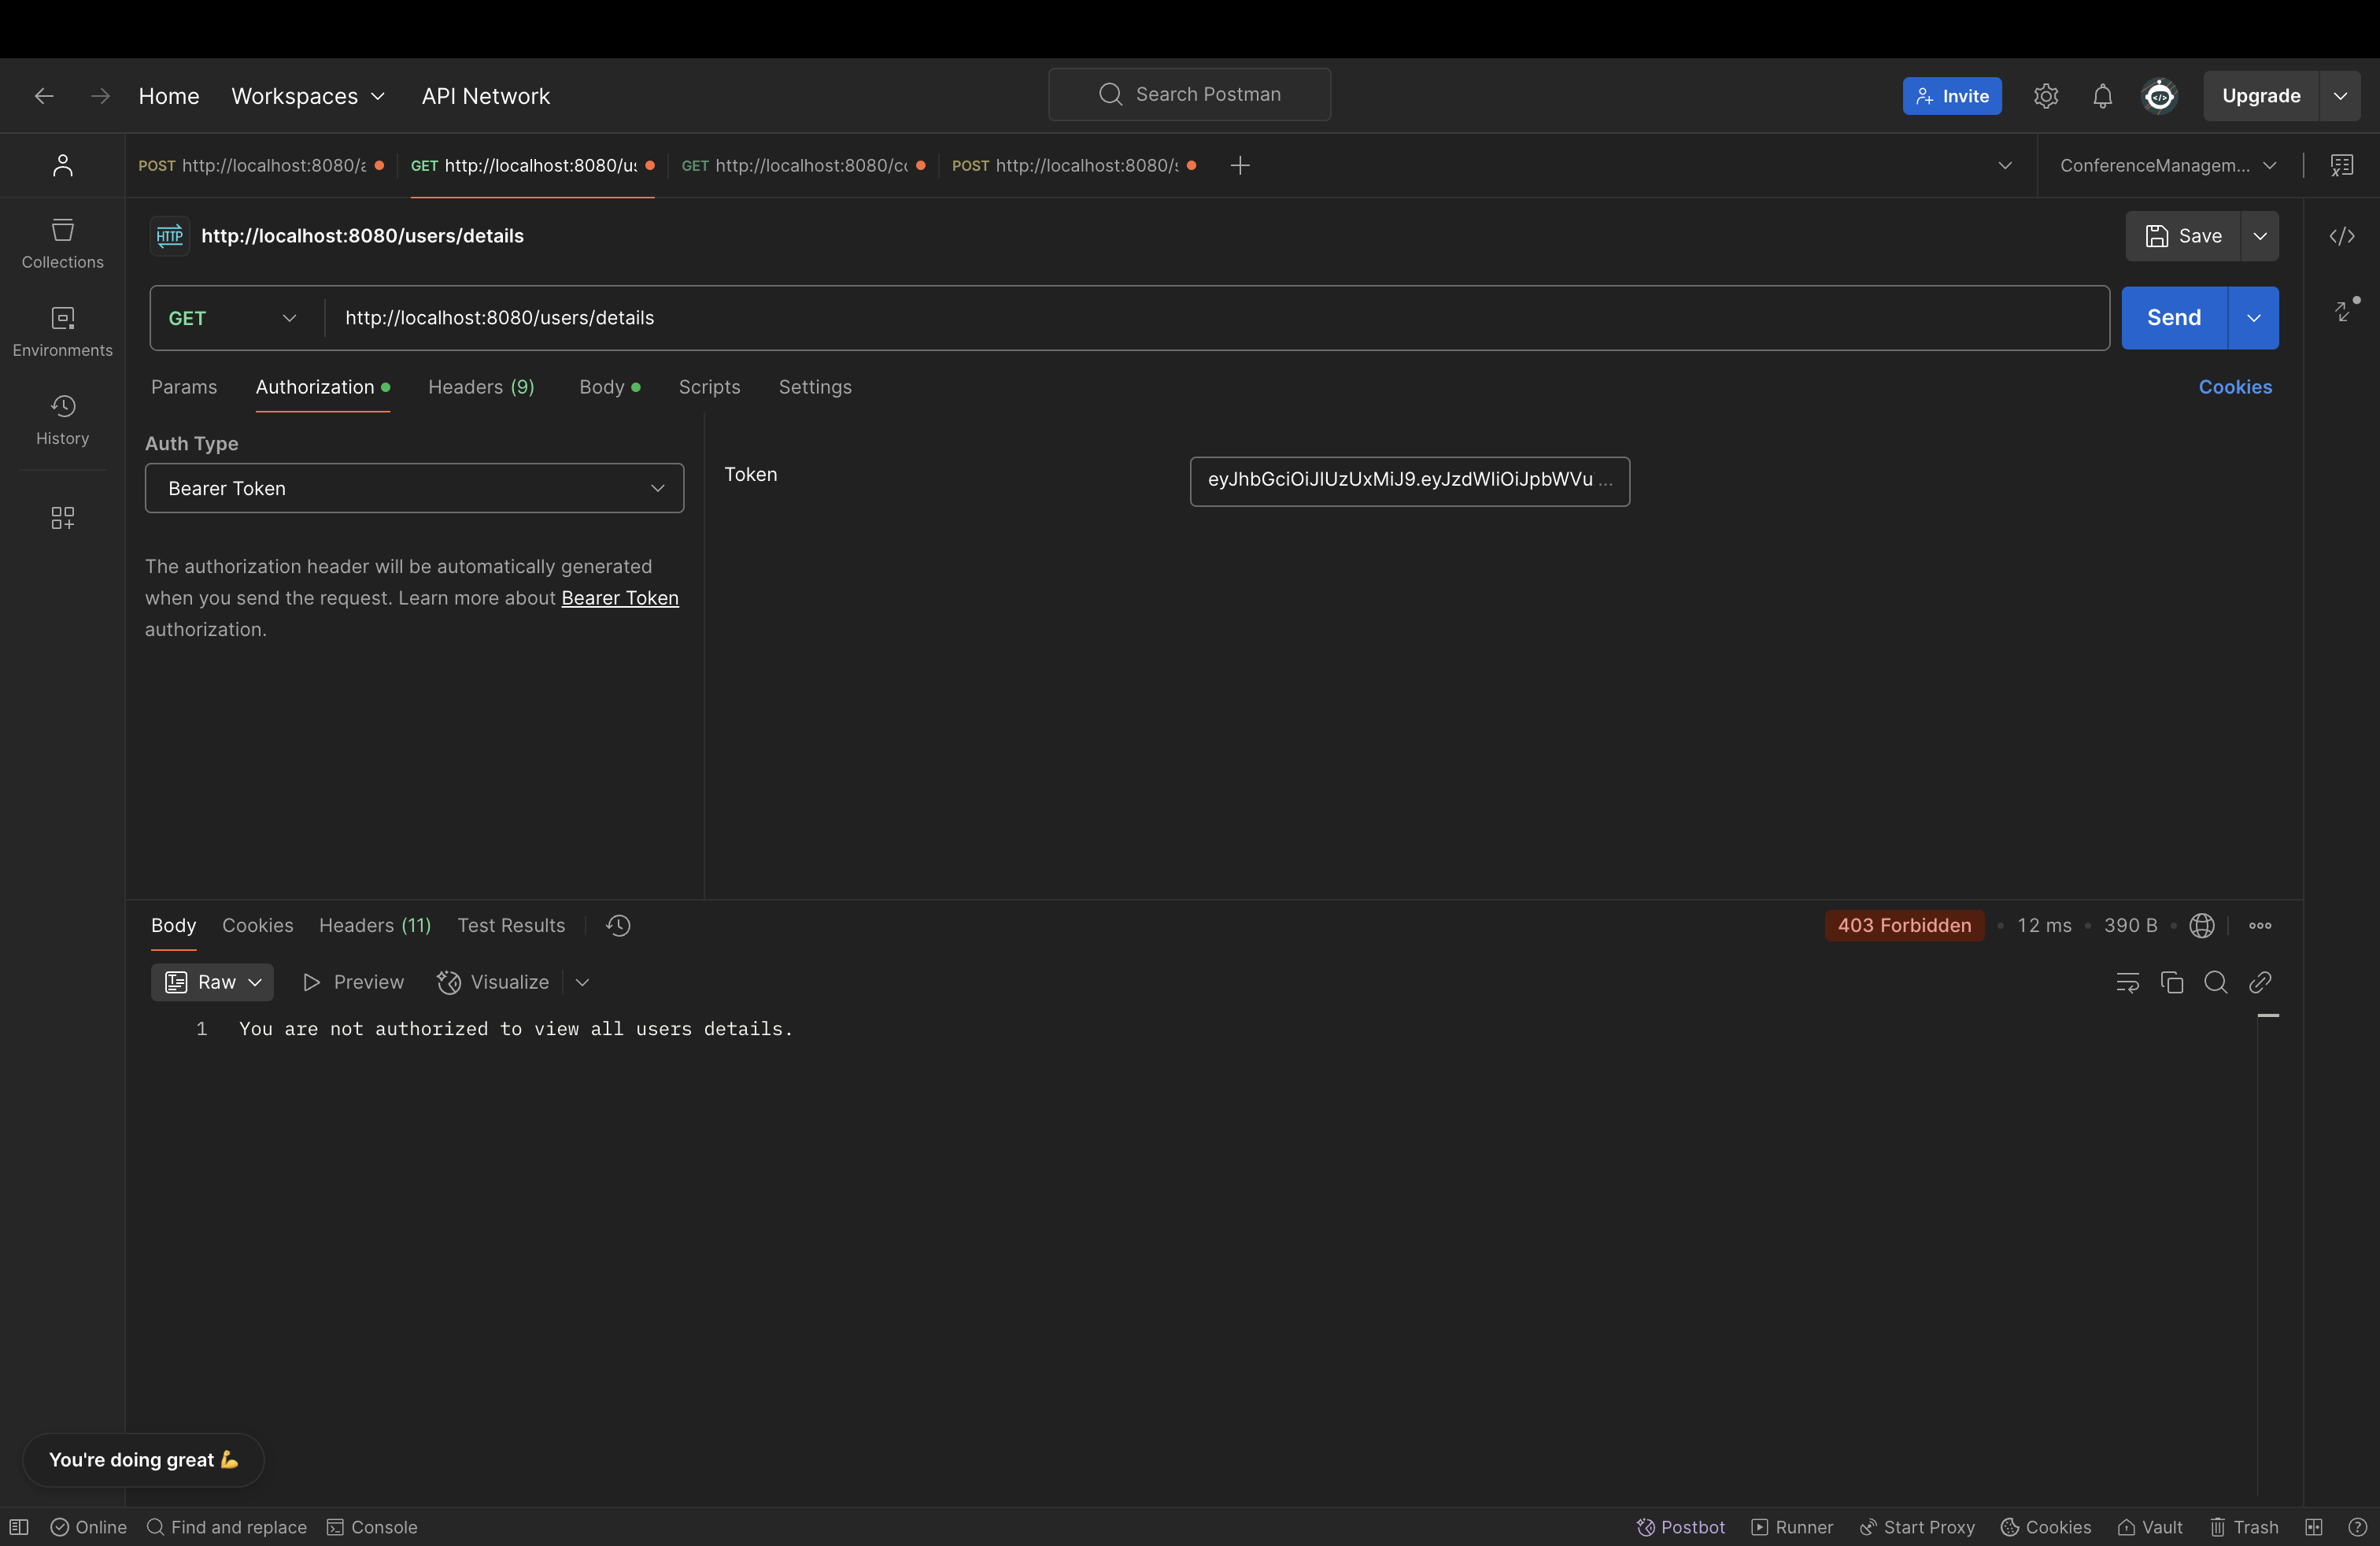 Home Workspaces API Network Search Postman Invite Upgrade
POST http://localhost:8080/a GET http://localhost:8080/us GET http://localhost:8080/co POST http://localhost:8080/s ConferenceManagem...
Collections
Environments
History
HTTP http://localhost:8080/users/details Save
GET http://localhost:8080/users/details Send
Params Authorization Headers (9) Body Scripts Settings Cookies
Auth Type
Bearer Token
Token eyJhbGciOiJIUzUxMiJ9.eyJzdWIiOiJpbWVu ...
The authorization header will be automatically generated
when you send the request. Learn more about Bearer Token
authorization.
Body Cookies Headers (11) Test Results 403 Forbidden • 12 ms • 390 B •
Raw Preview Visualize
1 You are not authorized to view all users details.
You're doing great 💪
Online Find and replace Console Postbot Runner Start Proxy Cookies Vault Trash